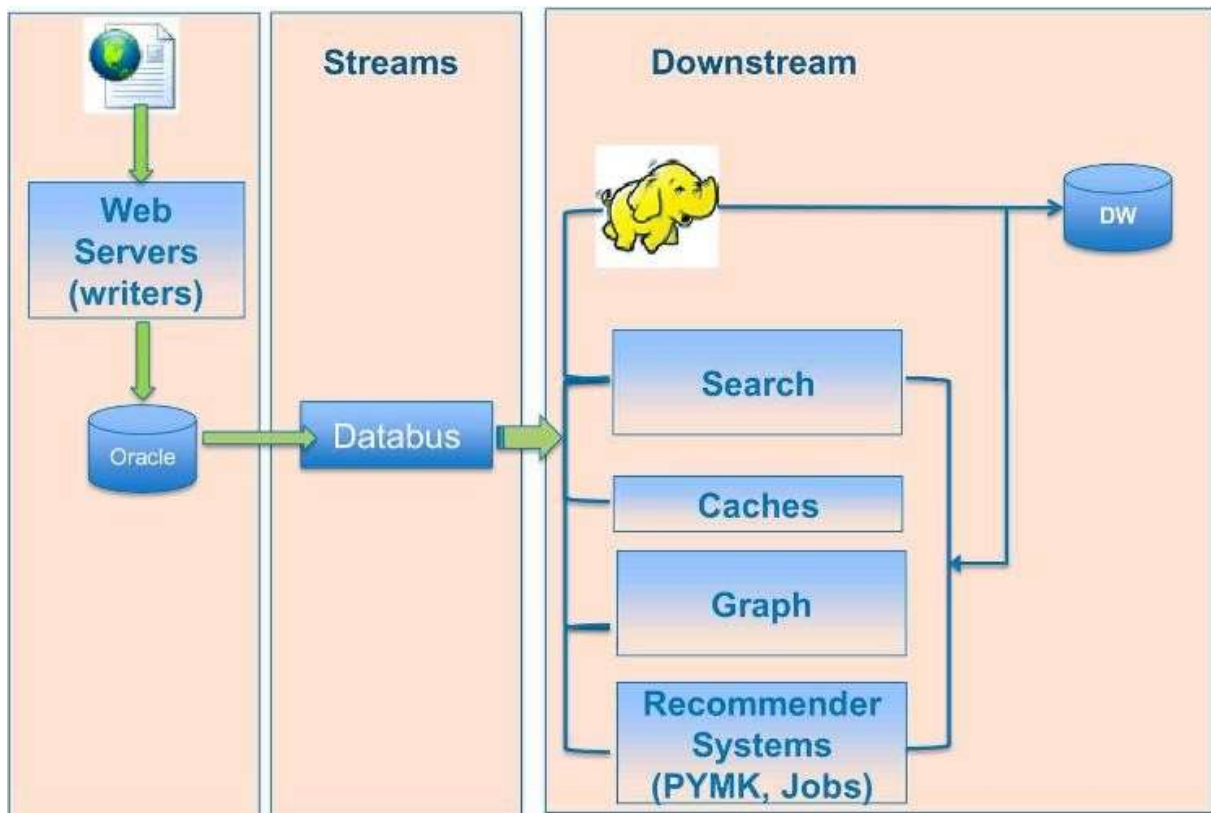 Streams
Downstream
Web
Servers
(writers)
Oracle
Databus
DW
Search
Caches
Graph
Recommender
Systems
(PYMK, Jobs)